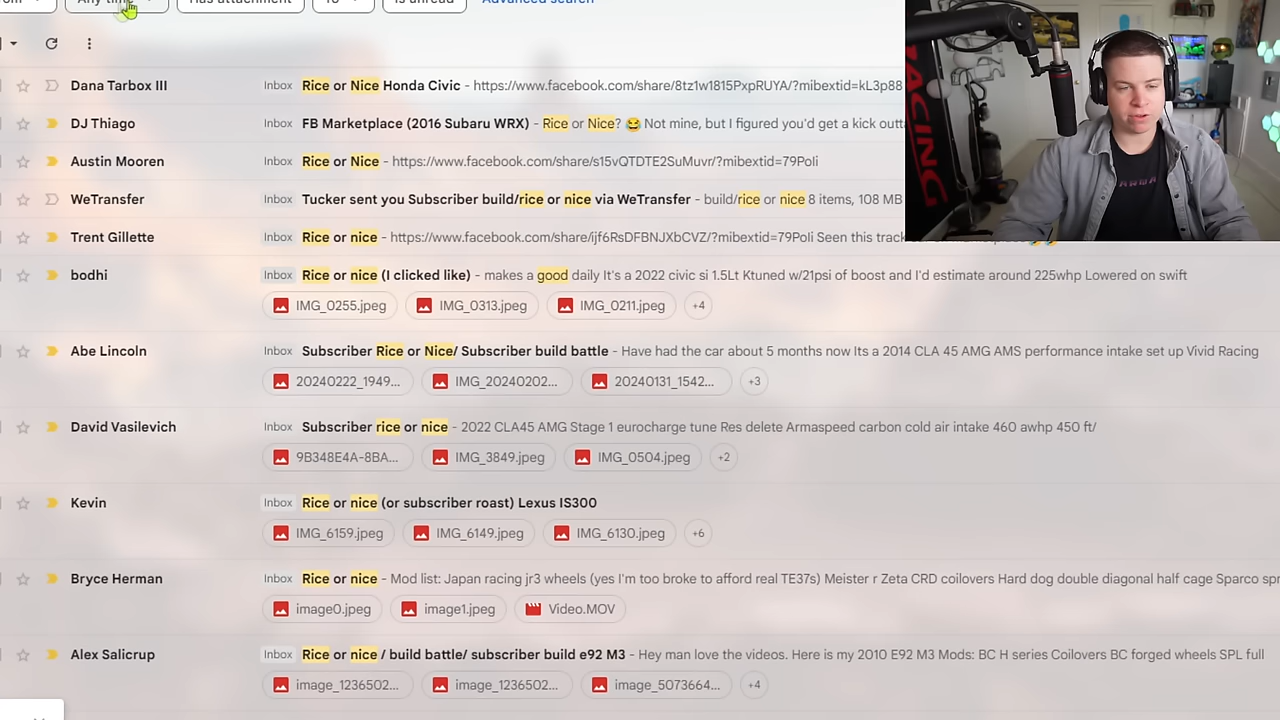 Any time Has attachment To Is unread Advanced search
Dana Tarbox III Inbox Rice or Nice Honda Civic - https://www.facebook.com/share/8tz1w1815PxpRUYA/?mibextid=kL3p88
DJ Thiago Inbox FB Marketplace (2016 Subaru WRX) - Rice or Nice? 😂 Not mine, but I figured you'd get a kick outta
Austin Mooren Inbox Rice or Nice - https://www.facebook.com/share/s15vQTDTE2SuMuvr/?mibextid=79PoIi
WeTransfer Inbox Tucker sent you Subscriber build/rice or nice via WeTransfer - build/rice or nice 8 items, 108 MB
Trent Gillette Inbox Rice or nice - https://www.facebook.com/share/ijf6RsDFBNJXbCVZ/?mibextid=79PoIi Seen this track
bodhi Inbox Rice or nice (I clicked like) - makes a good daily It's a 2022 civic si 1.5Lt Ktuned w/21psi of boost and I'd estimate around 225whp Lowered on swift
IMG_0255.jpeg IMG_0313.jpeg IMG_0211.jpeg +4
Abe Lincoln Inbox Subscriber Rice or Nice/ Subscriber build battle - Have had the car about 5 months now Its a 2014 CLA 45 AMG AMS performance intake set up Vivid Racing
20240222_1949... IMG_20240202... 20240131_1542... +3
David Vasilevich Inbox Subscriber rice or nice - 2022 CLA45 AMG Stage 1 eurocharge tune Res delete Armaspeed carbon cold air intake 460 awhp 450 ft/
9B348E4A-8BA... IMG_3849.jpeg IMG_0504.jpeg +2
Kevin Inbox Rice or nice (or subscriber roast) Lexus IS300
IMG_6159.jpeg IMG_6149.jpeg IMG_6130.jpeg +6
Bryce Herman Inbox Rice or nice - Mod list: Japan racing jr3 wheels (yes I'm too broke to afford real TE37s) Meister r Zeta CRD coilovers Hard dog double diagonal half cage Sparco spr
image0.jpeg image1.jpeg Video.MOV
Alex Salicrup Inbox Rice or nice / build battle/ subscriber build e92 M3 - Hey man love the videos. Here is my 2010 E92 M3 Mods: BC H series Coilovers BC forged wheels SPL full
image_1236502... image_1236502... image_5073664... +4
RACING